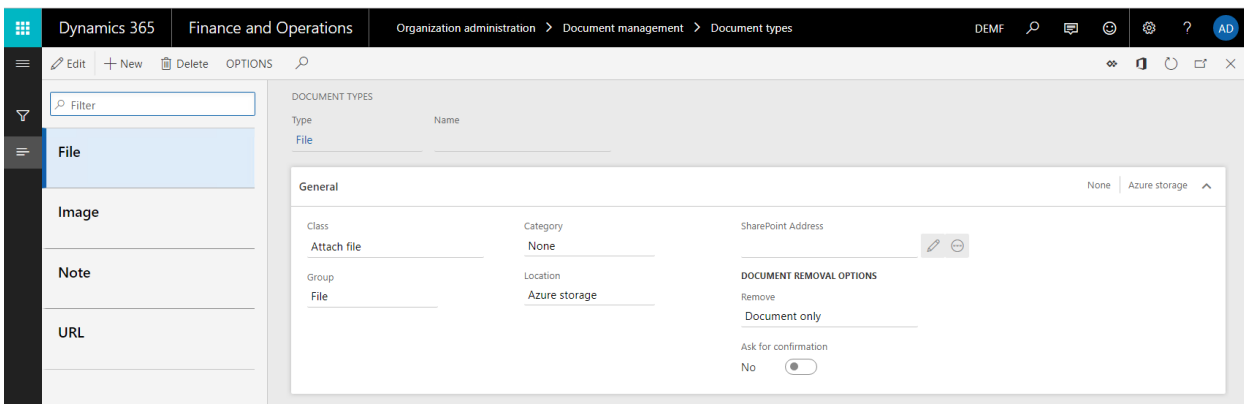 Dynamics 365 Finance and Operations Organization administration > Document management > Document types DEMF ? AD
Edit + New Delete OPTIONS
Filter
File
Image
Note
URL
DOCUMENT TYPES
Type Name
File
General None Azure storage
Class Category SharePoint Address
Attach file None
Group Location DOCUMENT REMOVAL OPTIONS
File Azure storage Remove
Document only
Ask for confirmation
No